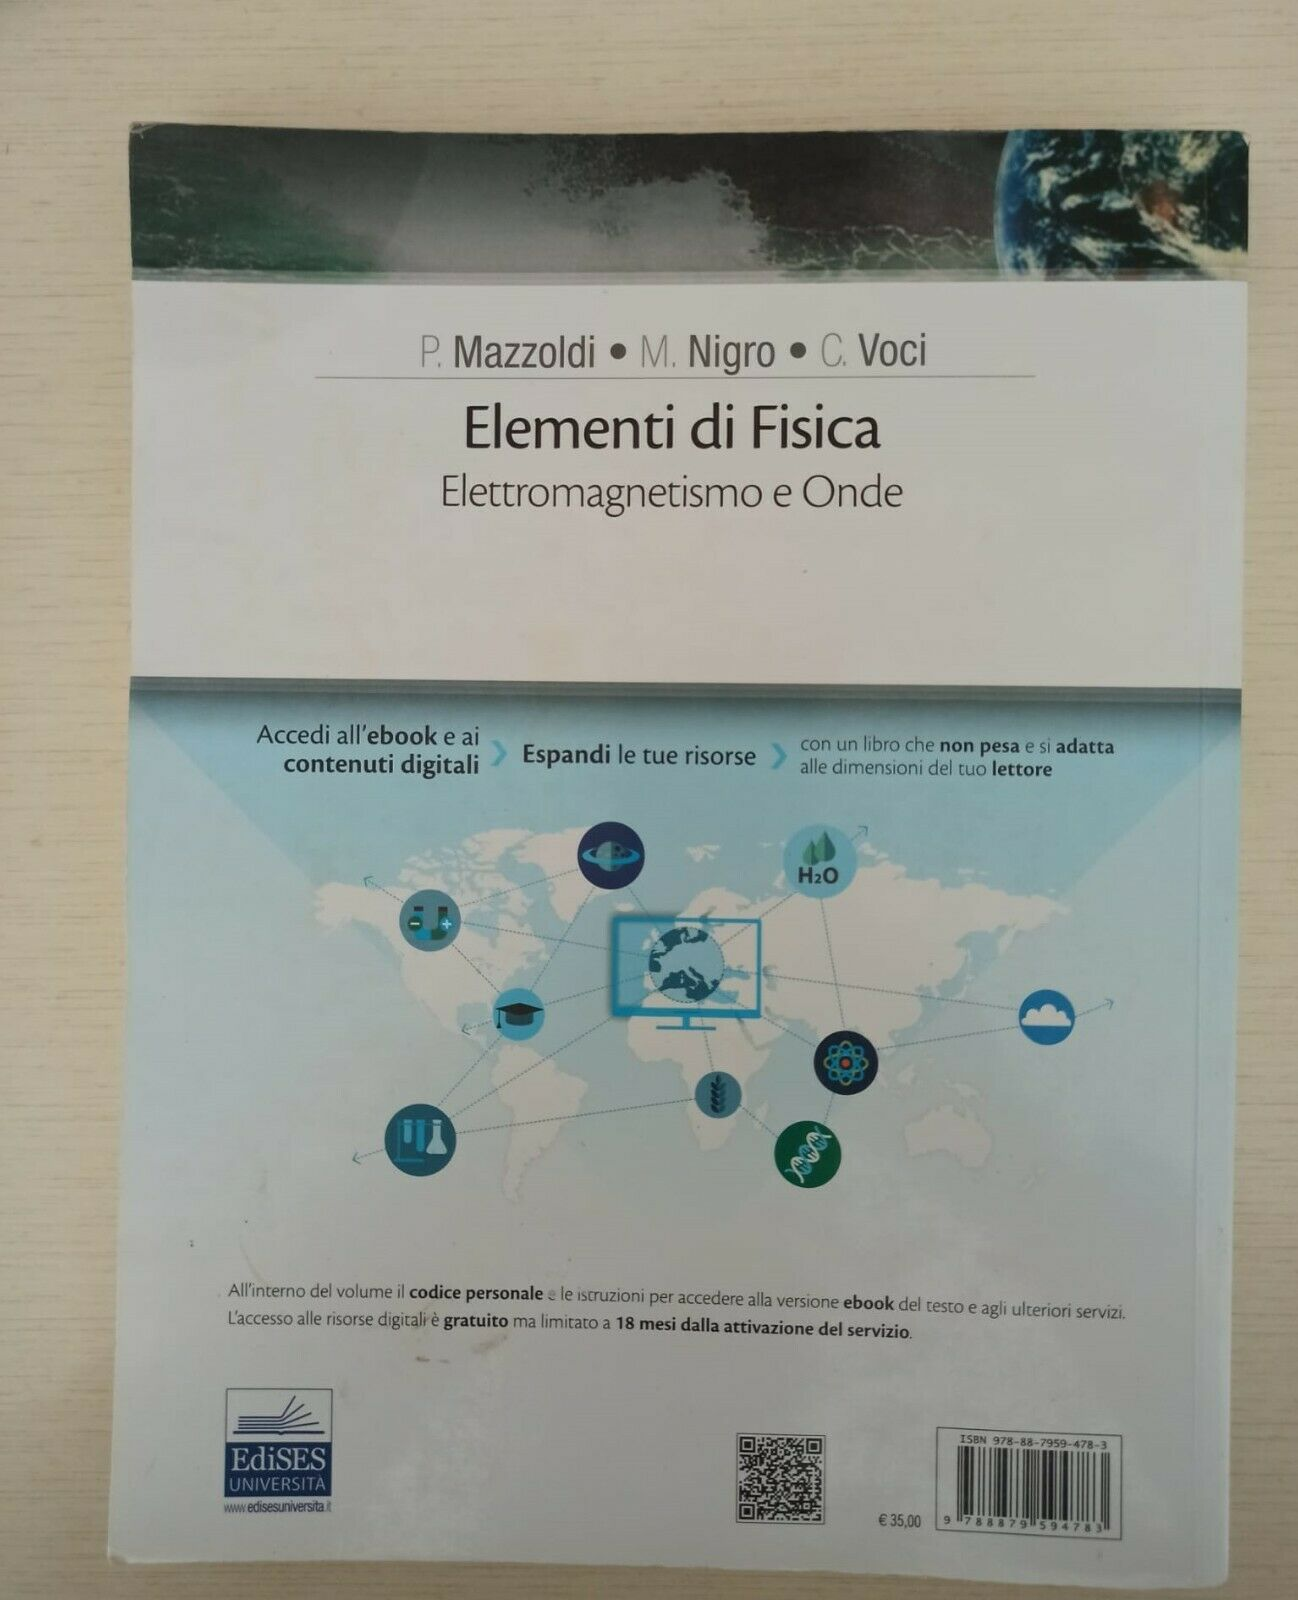 P. Mazzoldi • M. Nigro • C. Voci
Elementi di Fisica
Elettromagnetismo e Onde
Accedi all'ebook e ai
contenuti digitali
Espandi le tue risorse
con un libro che non pesa e si adatta
alle dimensioni del tuo lettore
H2O
- +
All'interno del volume il codice personale e le istruzioni per accedere alla versione ebook del testo e agli ulteriori servizi.
L'accesso alle risorse digitali è gratuito ma limitato a 18 mesi dalla attivazione del servizio.
EdiSES
UNIVERSITÀ
www.edisesuniversita.it
€ 35,00
ISBN 978-88-7959-478-3
9 788879 594783